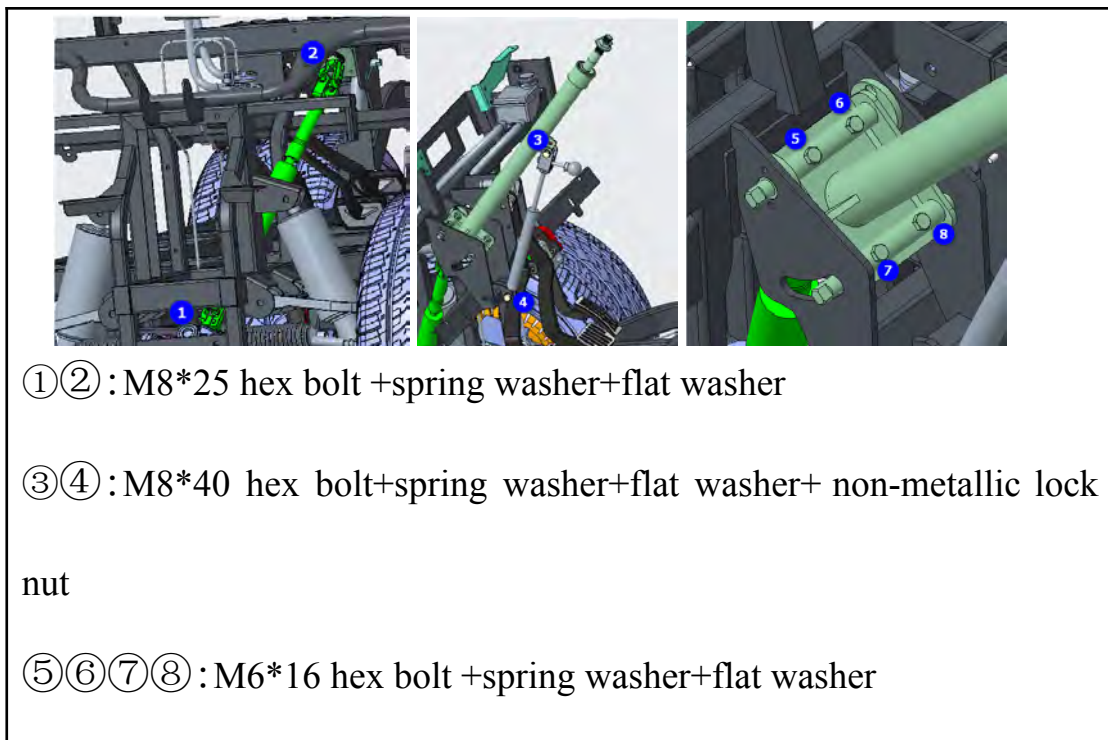 2
1
3
4
6
5
8
7
①②:M8*25 hex bolt +spring washer+flat washer
③④:M8*40 hex bolt+spring washer+flat washer+ non-metallic lock
nut
⑤⑥⑦⑧:M6*16 hex bolt +spring washer+flat washer